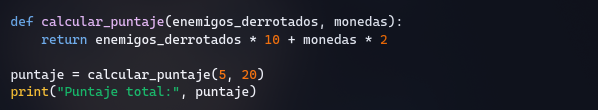 def calcular_puntaje(enemigos_derrotados, monedas):
    return enemigos_derrotados * 10 + monedas * 2

puntaje = calcular_puntaje(5, 20)
print("Puntaje total:", puntaje)